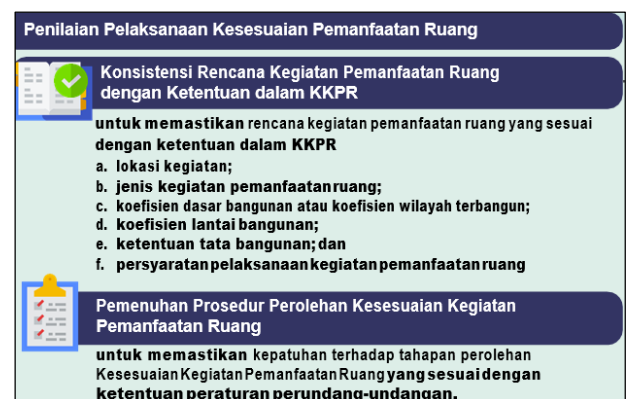 Penilaian Pelaksanaan Kesesuaian Pemanfaatan Ruang
Konsistensi Rencana Kegiatan Pemanfaatan Ruang
dengan Ketentuan dalam KKPR
untuk memastikan rencana kegiatan pemanfaatan ruang yang sesuai
dengan ketentuan dalam KKPR
a. lokasi kegiatan;
b. jenis kegiatan pemanfaatan ruang;
c. koefisien dasar bangunan atau koefisien wilayah terbangun;
d. koefisien lantai bangunan;
e. ketentuan tata bangunan; dan
f. persyaratan pelaksanaan kegiatan pemanfaatan ruang
Pemenuhan Prosedur Perolehan Kesesuaian Kegiatan
Pemanfaatan Ruang
untuk memastikan kepatuhan terhadap tahapan perolehan
Kesesuaian Kegiatan Pemanfaatan Ruang yang sesuai dengan
ketentuan peraturan perundang-undangan.